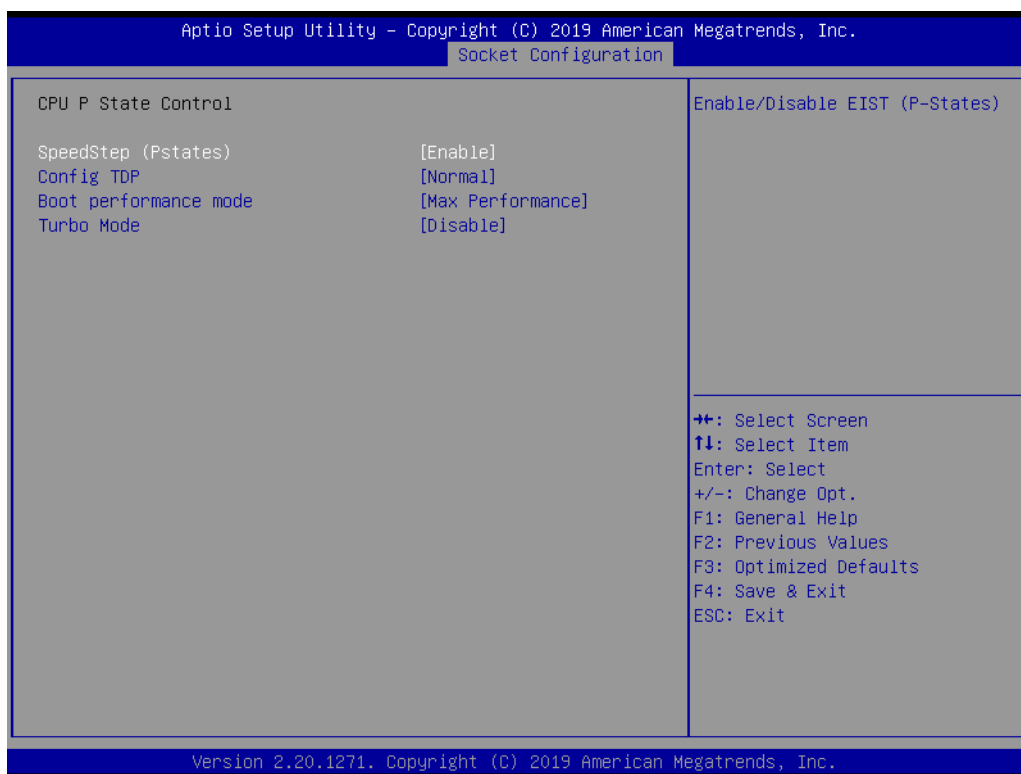 Aptio Setup Utility – Copyright (C) 2019 American Megatrends, Inc.
Socket Configuration
CPU P State Control
SpeedStep (Pstates) [Enable]
Config TDP [Normal]
Boot performance mode [Max Performance]
Turbo Mode [Disable]
Enable/Disable EIST (P-States)
→←: Select Screen
↑↓: Select Item
Enter: Select
+/-: Change Opt.
F1: General Help
F2: Previous Values
F3: Optimized Defaults
F4: Save & Exit
ESC: Exit
Version 2.20.1271. Copyright (C) 2019 American Megatrends, Inc.